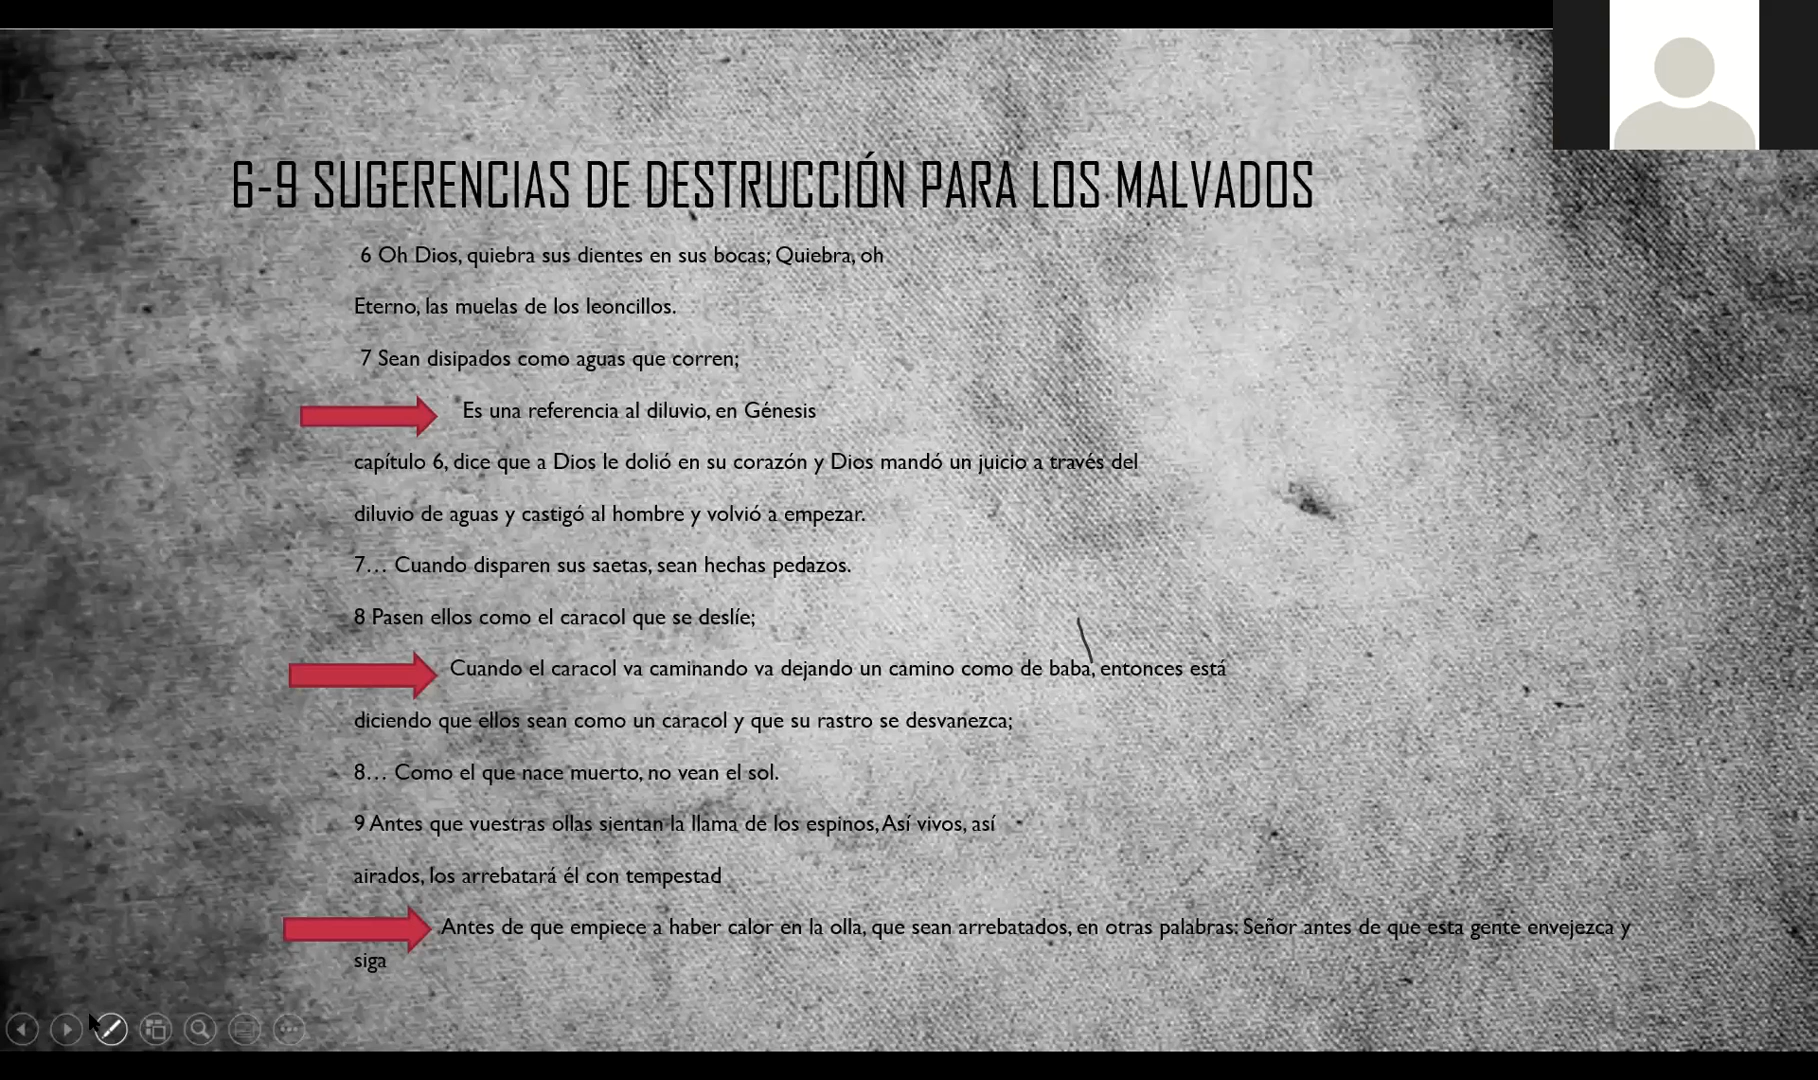 6-9 SUGERENCIAS DE DESTRUCCIÓN PARA LOS MALVADOS
6 Oh Dios, quiebra sus dientes en sus bocas; Quiebra, oh
Eterno, las muelas de los leoncillos.
7 Sean disipados como aguas que corren;
Es una referencia al diluvio, en Génesis
capítulo 6, dice que a Dios le dolió en su corazón y Dios mandó un juicio a través del
diluvio de aguas y castigó al hombre y volvió a empezar.
7… Cuando disparen sus saetas, sean hechas pedazos.
8 Pasen ellos como el caracol que se deslíe;
Cuando el caracol va caminando va dejando un camino como de baba, entonces está
diciendo que ellos sean como un caracol y que su rastro se desvanezca;
8… Como el que nace muerto, no vean el sol.
9 Antes que vuestras ollas sientan la llama de los espinos, Así vivos, así
airados, los arrebatará él con tempestad
Antes de que empiece a haber calor en la olla, que sean arrebatados, en otras palabras: Señor antes de que esta gente envejezca y
siga